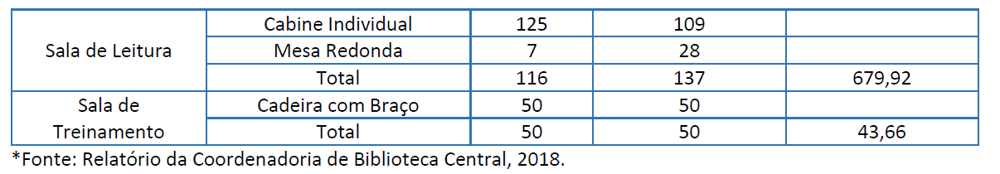 Sala de Leitura Cabine Individual 125 109
Mesa Redonda 7 28
Total 116 137 679,92
Sala de Treinamento Cadeira com Braço 50 50
Total 50 50 43,66
*Fonte: Relatório da Coordenadoria de Biblioteca Central, 2018.